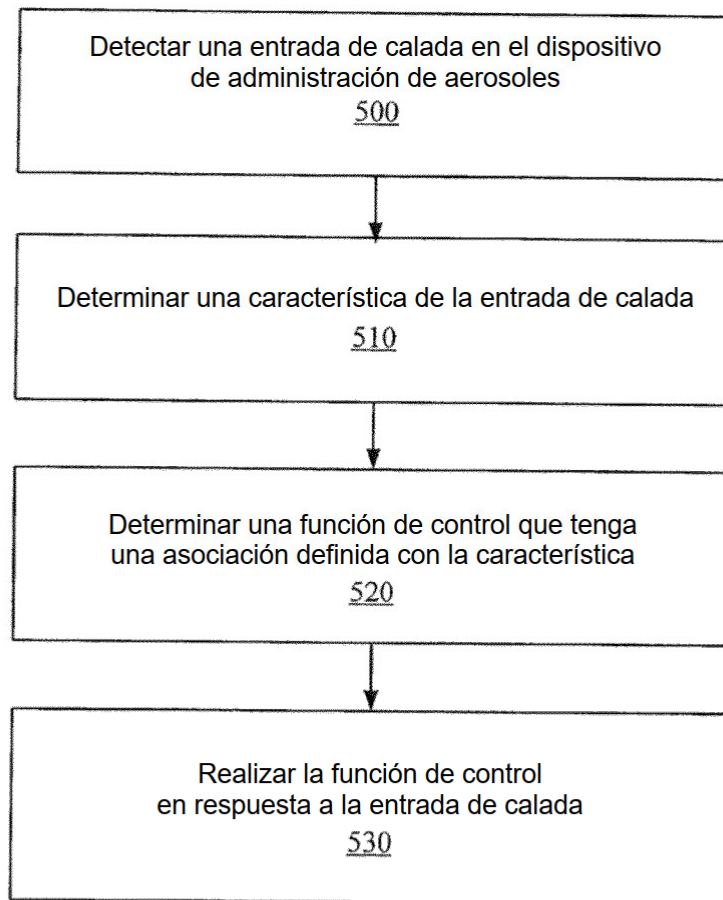 Detectar una entrada de calada en el dispositivo
de administración de aerosoles
500
Determinar una característica de la entrada de calada
510
Determinar una función de control que tenga
una asociación definida con la característica
520
Realizar la función de control
en respuesta a la entrada de calada
530